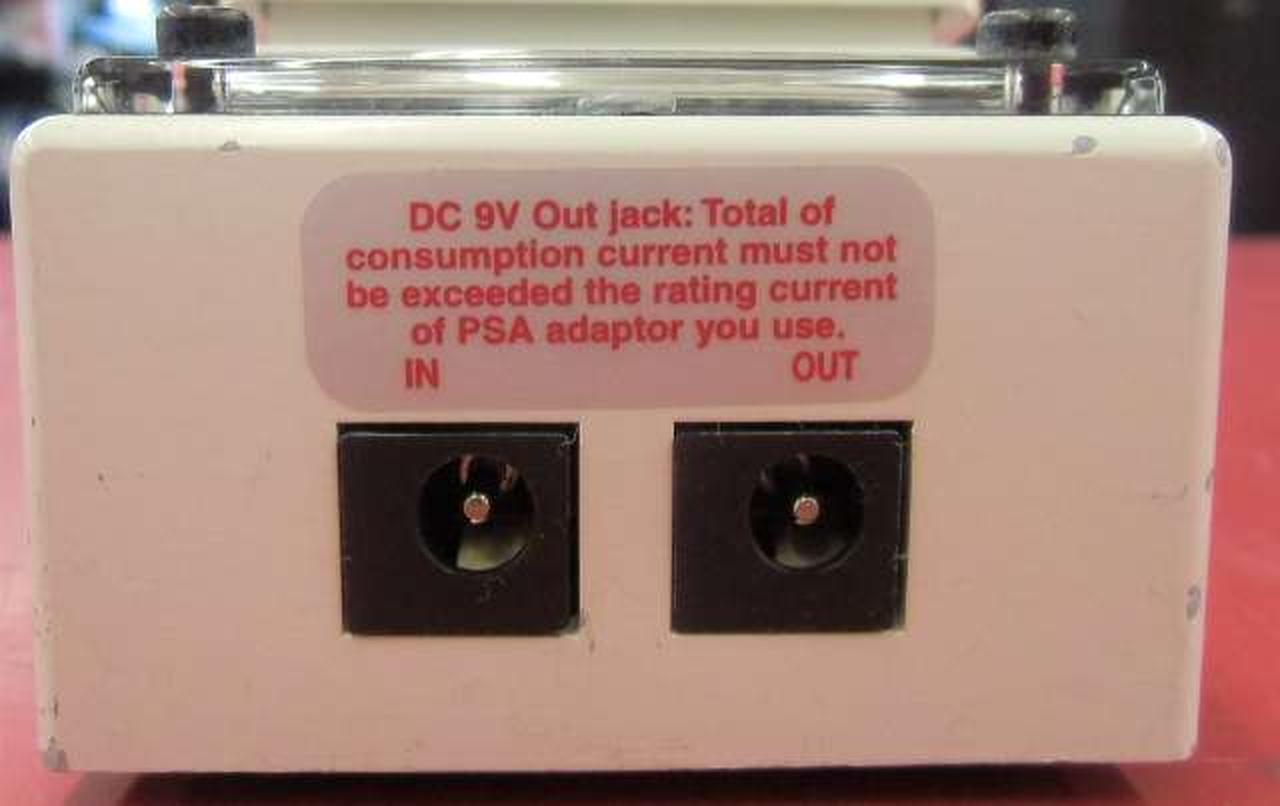 DC 9V Out jack: Total of
consumption current must not
be exceeded the rating current
of PSA adaptor you use.
IN OUT